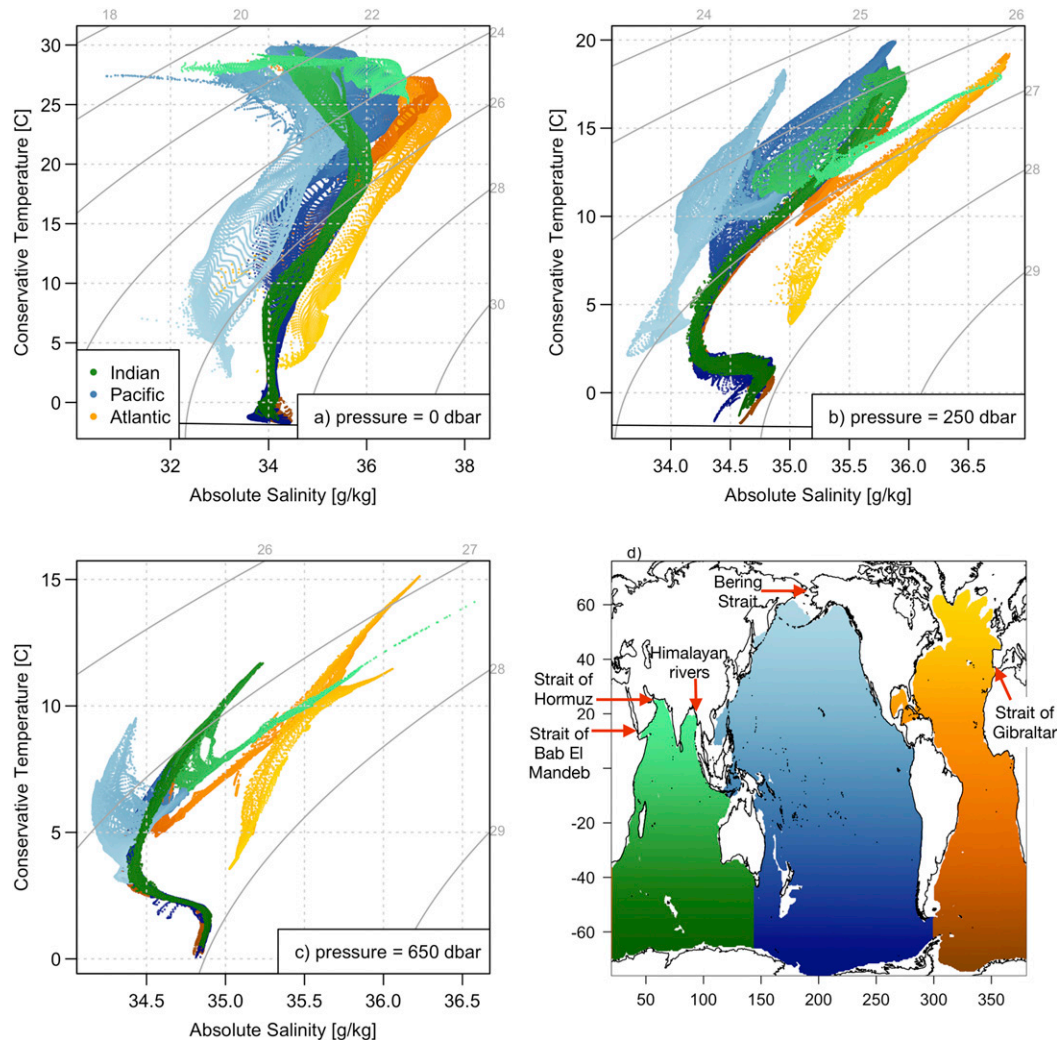 18
20
22
24
26
28
30
30
25
20
15
10
5
0
Conservative Temperature [C]
Indian
Pacific
Atlantic
a) pressure = 0 dbar
32
34
36
38
Absolute Salinity [g/kg]
24
25
26
27
28
29
20
15
10
5
0
Conservative Temperature [C]
b) pressure = 250 dbar
34.0
34.5
35.0
35.5
36.0
36.5
Absolute Salinity [g/kg]
26
27
28
29
15
10
5
0
Conservative Temperature [C]
c) pressure = 650 dbar
34.5
35.0
35.5
36.0
36.5
Absolute Salinity [g/kg]
d)
Bering
Strait
Himalayan
rivers
Strait of
Hormuz
Strait of
Bab El
Mandeb
Strait of
Gibraltar
60
40
20
-20
-40
-60
50
100
150
200
250
300
350